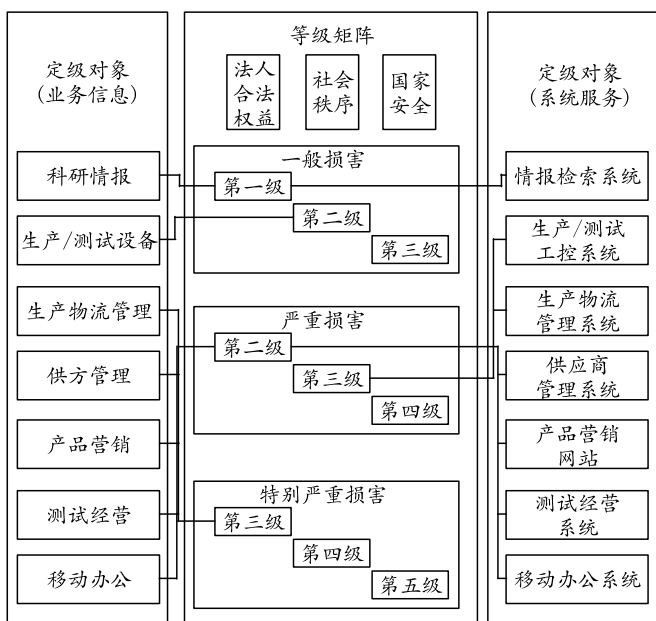 定级对象
(业务信息)
科研情报
生产/测试设备
生产物流管理
供方管理
产品营销
测试经营
移动办公
等级矩阵
法人
合法
权益
社会
秩序
国家
安全
一般损害
第一级
第二级
第三级
严重损害
第二级
第三级
第四级
特别严重损害
第三级
第四级
第五级
定级对象
(系统服务)
情报检索系统
生产/测试
工控系统
生产物流
管理系统
供应商
管理系统
产品营销
网站
测试经营
系统
移动办公系统